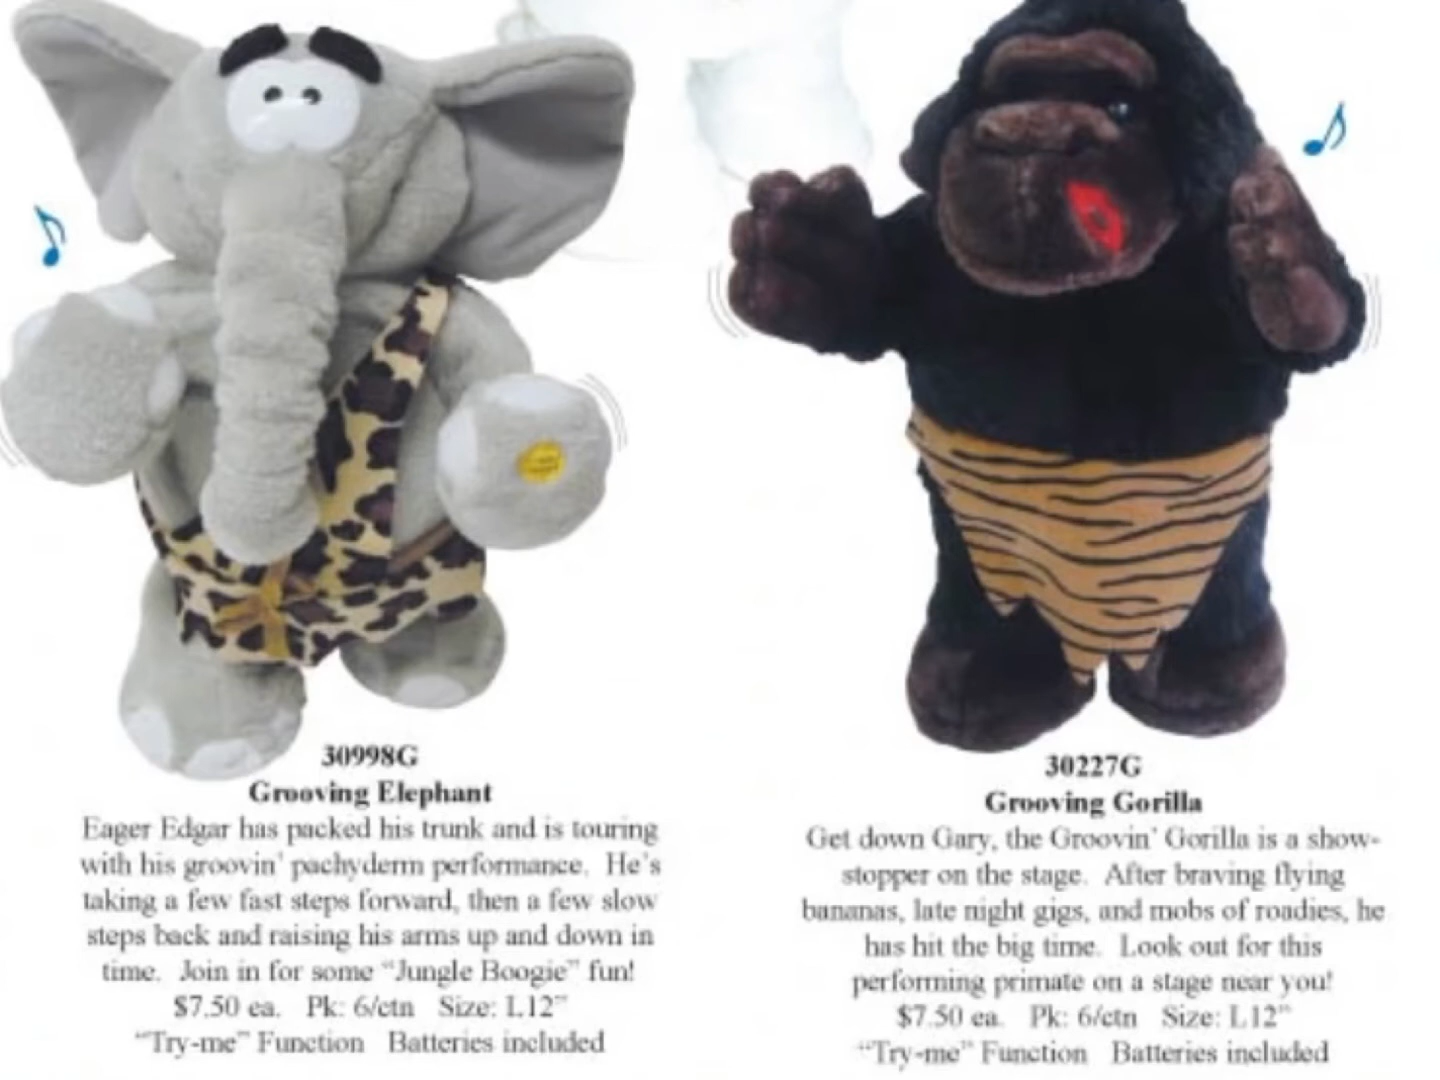 30998G
Grooving Elephant
Eager Edgar has packed his trunk and is touring
with his groovin' pachyderm performance. He's
taking a few fast steps forward, then a few slow
steps back and raising his arms up and down in
time. Join in for some "Jungle Boogie" fun!
$7.50 ea. Pk: 6/ctn Size: L12"
"Try-me" Function Batteries included
30227G
Grooving Gorilla
Get down Gary, the Groovin' Gorilla is a show-
stopper on the stage. After braving flying
bananas, late night gigs, and mobs of roadies, he
has hit the big time. Look out for this
performing primate on a stage near you!
$7.50 ea. Pk: 6/ctn Size: L12"
"Try-me" Function Batteries included